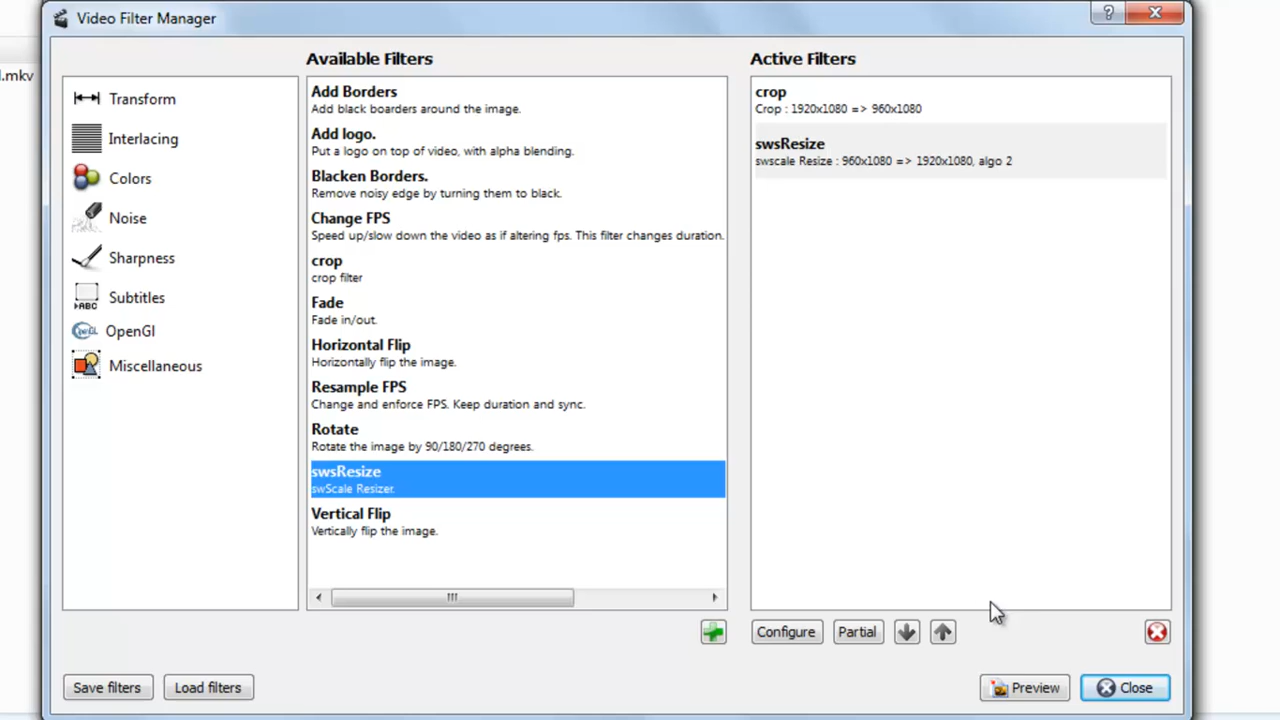 Video Filter Manager
?
.mkv
Available Filters
Active Filters
Transform
Interlacing
Colors
Noise
Sharpness
Subtitles
OpenGl
Miscellaneous
ABC
OpenGL
Add Borders
Add black boarders around the image.
Add logo.
Put a logo on top of video, with alpha blending.
Blacken Borders.
Remove noisy edge by turning them to black.
Change FPS
Speed up/slow down the video as if altering fps. This filter changes duration.
crop
crop filter
Fade
Fade in/out.
Horizontal Flip
Horizontally flip the image.
Resample FPS
Change and enforce FPS. Keep duration and sync.
Rotate
Rotate the image by 90/180/270 degrees.
swsResize
swScale Resizer.
Vertical Flip
Vertically flip the image.
crop
Crop : 1920x1080 => 960x1080
swsResize
swscale Resize : 960x1080 => 1920x1080, algo 2
Configure
Partial
Save filters
Load filters
Preview
Close